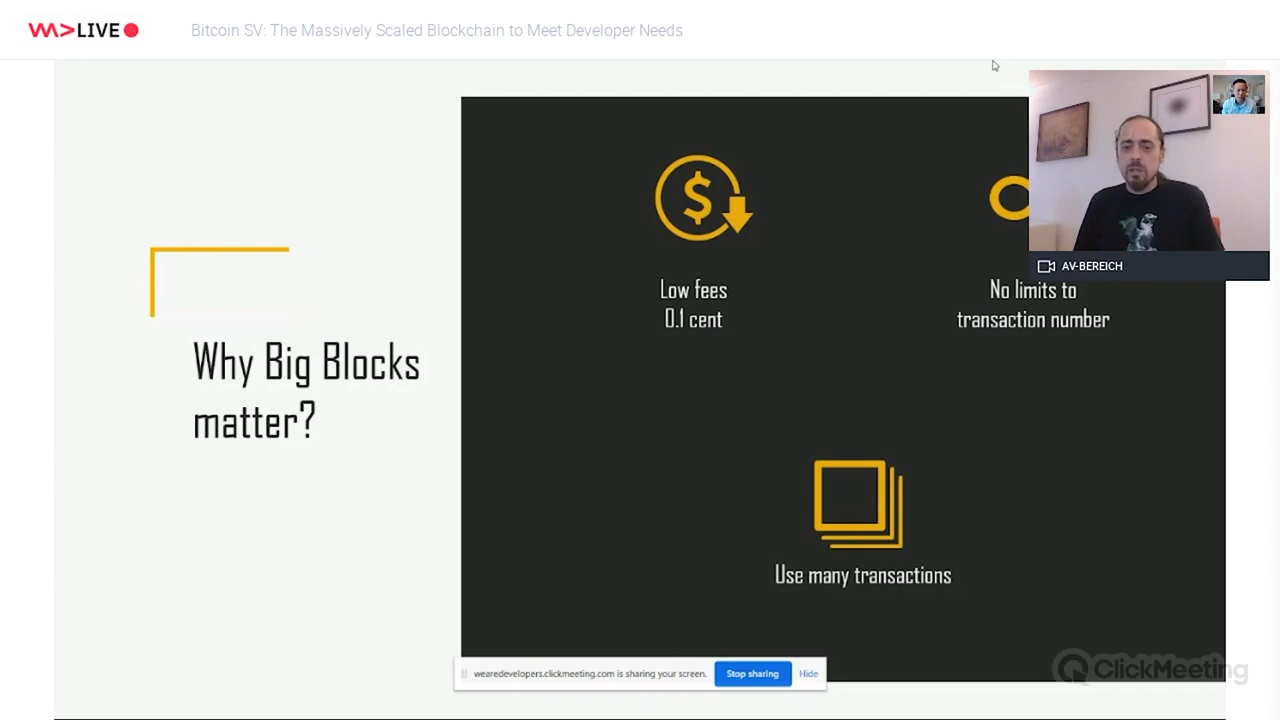 WA>LIVE
Bitcoin SV: The Massively Scaled Blockchain to Meet Developer Needs
AV-BEREICH
Low fees
0.1 cent
No limits to
transaction number
Why Big Blocks
matter?
Use many transactions
wearedevelopers.clickmeeting.com is sharing your screen.
Stop sharing
Hide
ClickMeeting